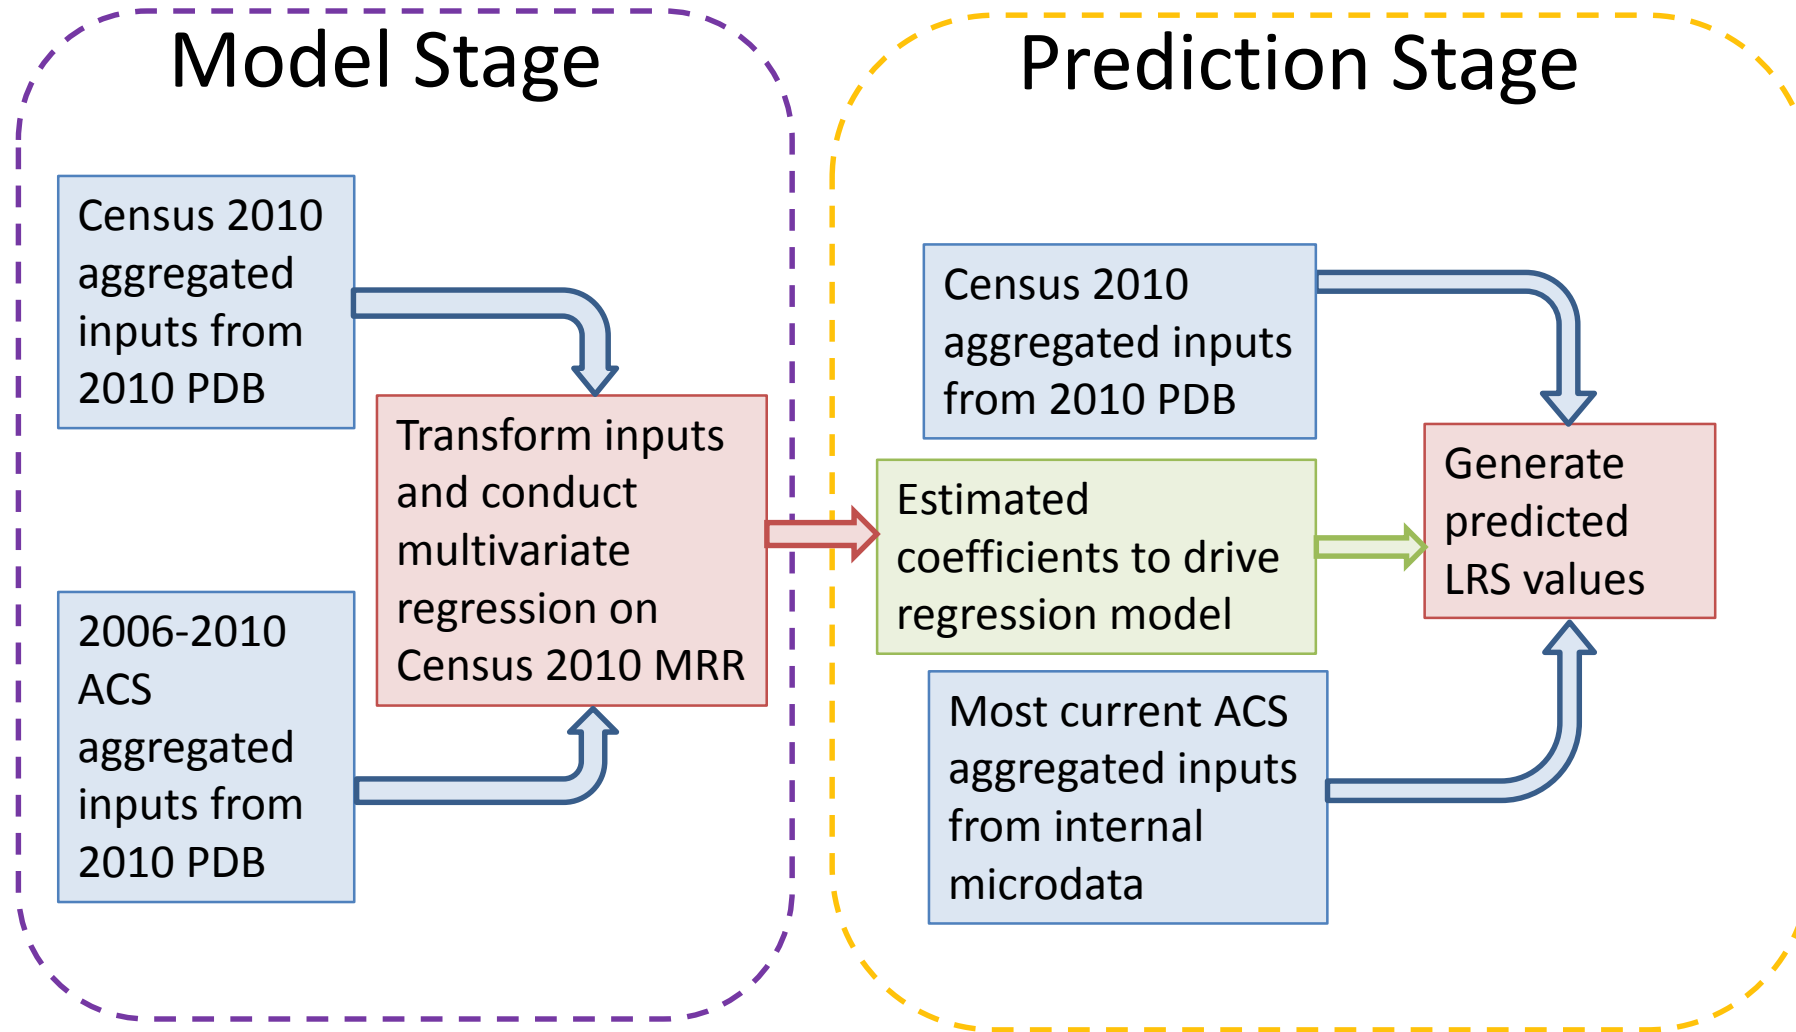 Model Stage
Census 2010
aggregated
inputs from
2010 PDB
2006-2010
ACS
aggregated
inputs from
2010 PDB
Transform inputs
and conduct
multivariate
regression on
Census 2010 MRR
Prediction Stage
Census 2010
aggregated inputs
from 2010 PDB
Estimated
coefficients to drive
regression model
Most current ACS
aggregated inputs
from internal
microdata
Generate
predicted
LRS values